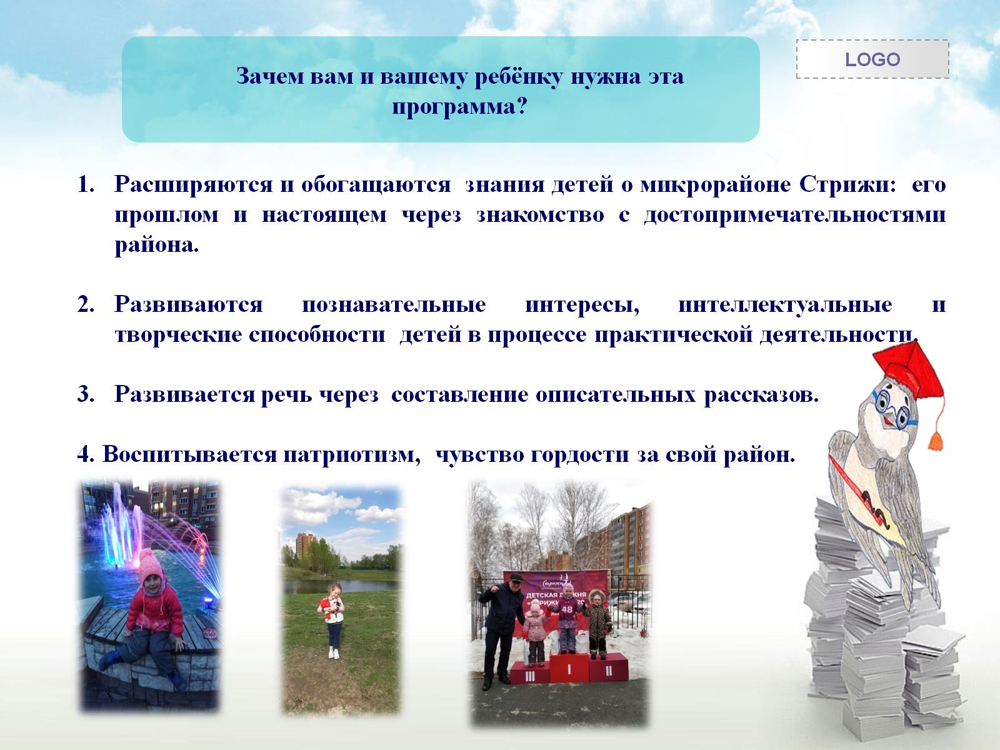 Зачем вам и вашему ребёнку нужна эта
программа?
LOGO
1. Расширяются и обогащаются знания детей о микрорайоне Стрижи: его
прошлом и настоящем через знакомство с достопримечательностями
района.
2. Развиваются познавательные интересы, интеллектуальные и
творческие способности детей в процессе практической деятельности.
3. Развивается речь через составление описательных рассказов.
4. Воспитывается патриотизм, чувство гордости за свой район.
Стрижи
ДЕТСКАЯ
48
III
I
II